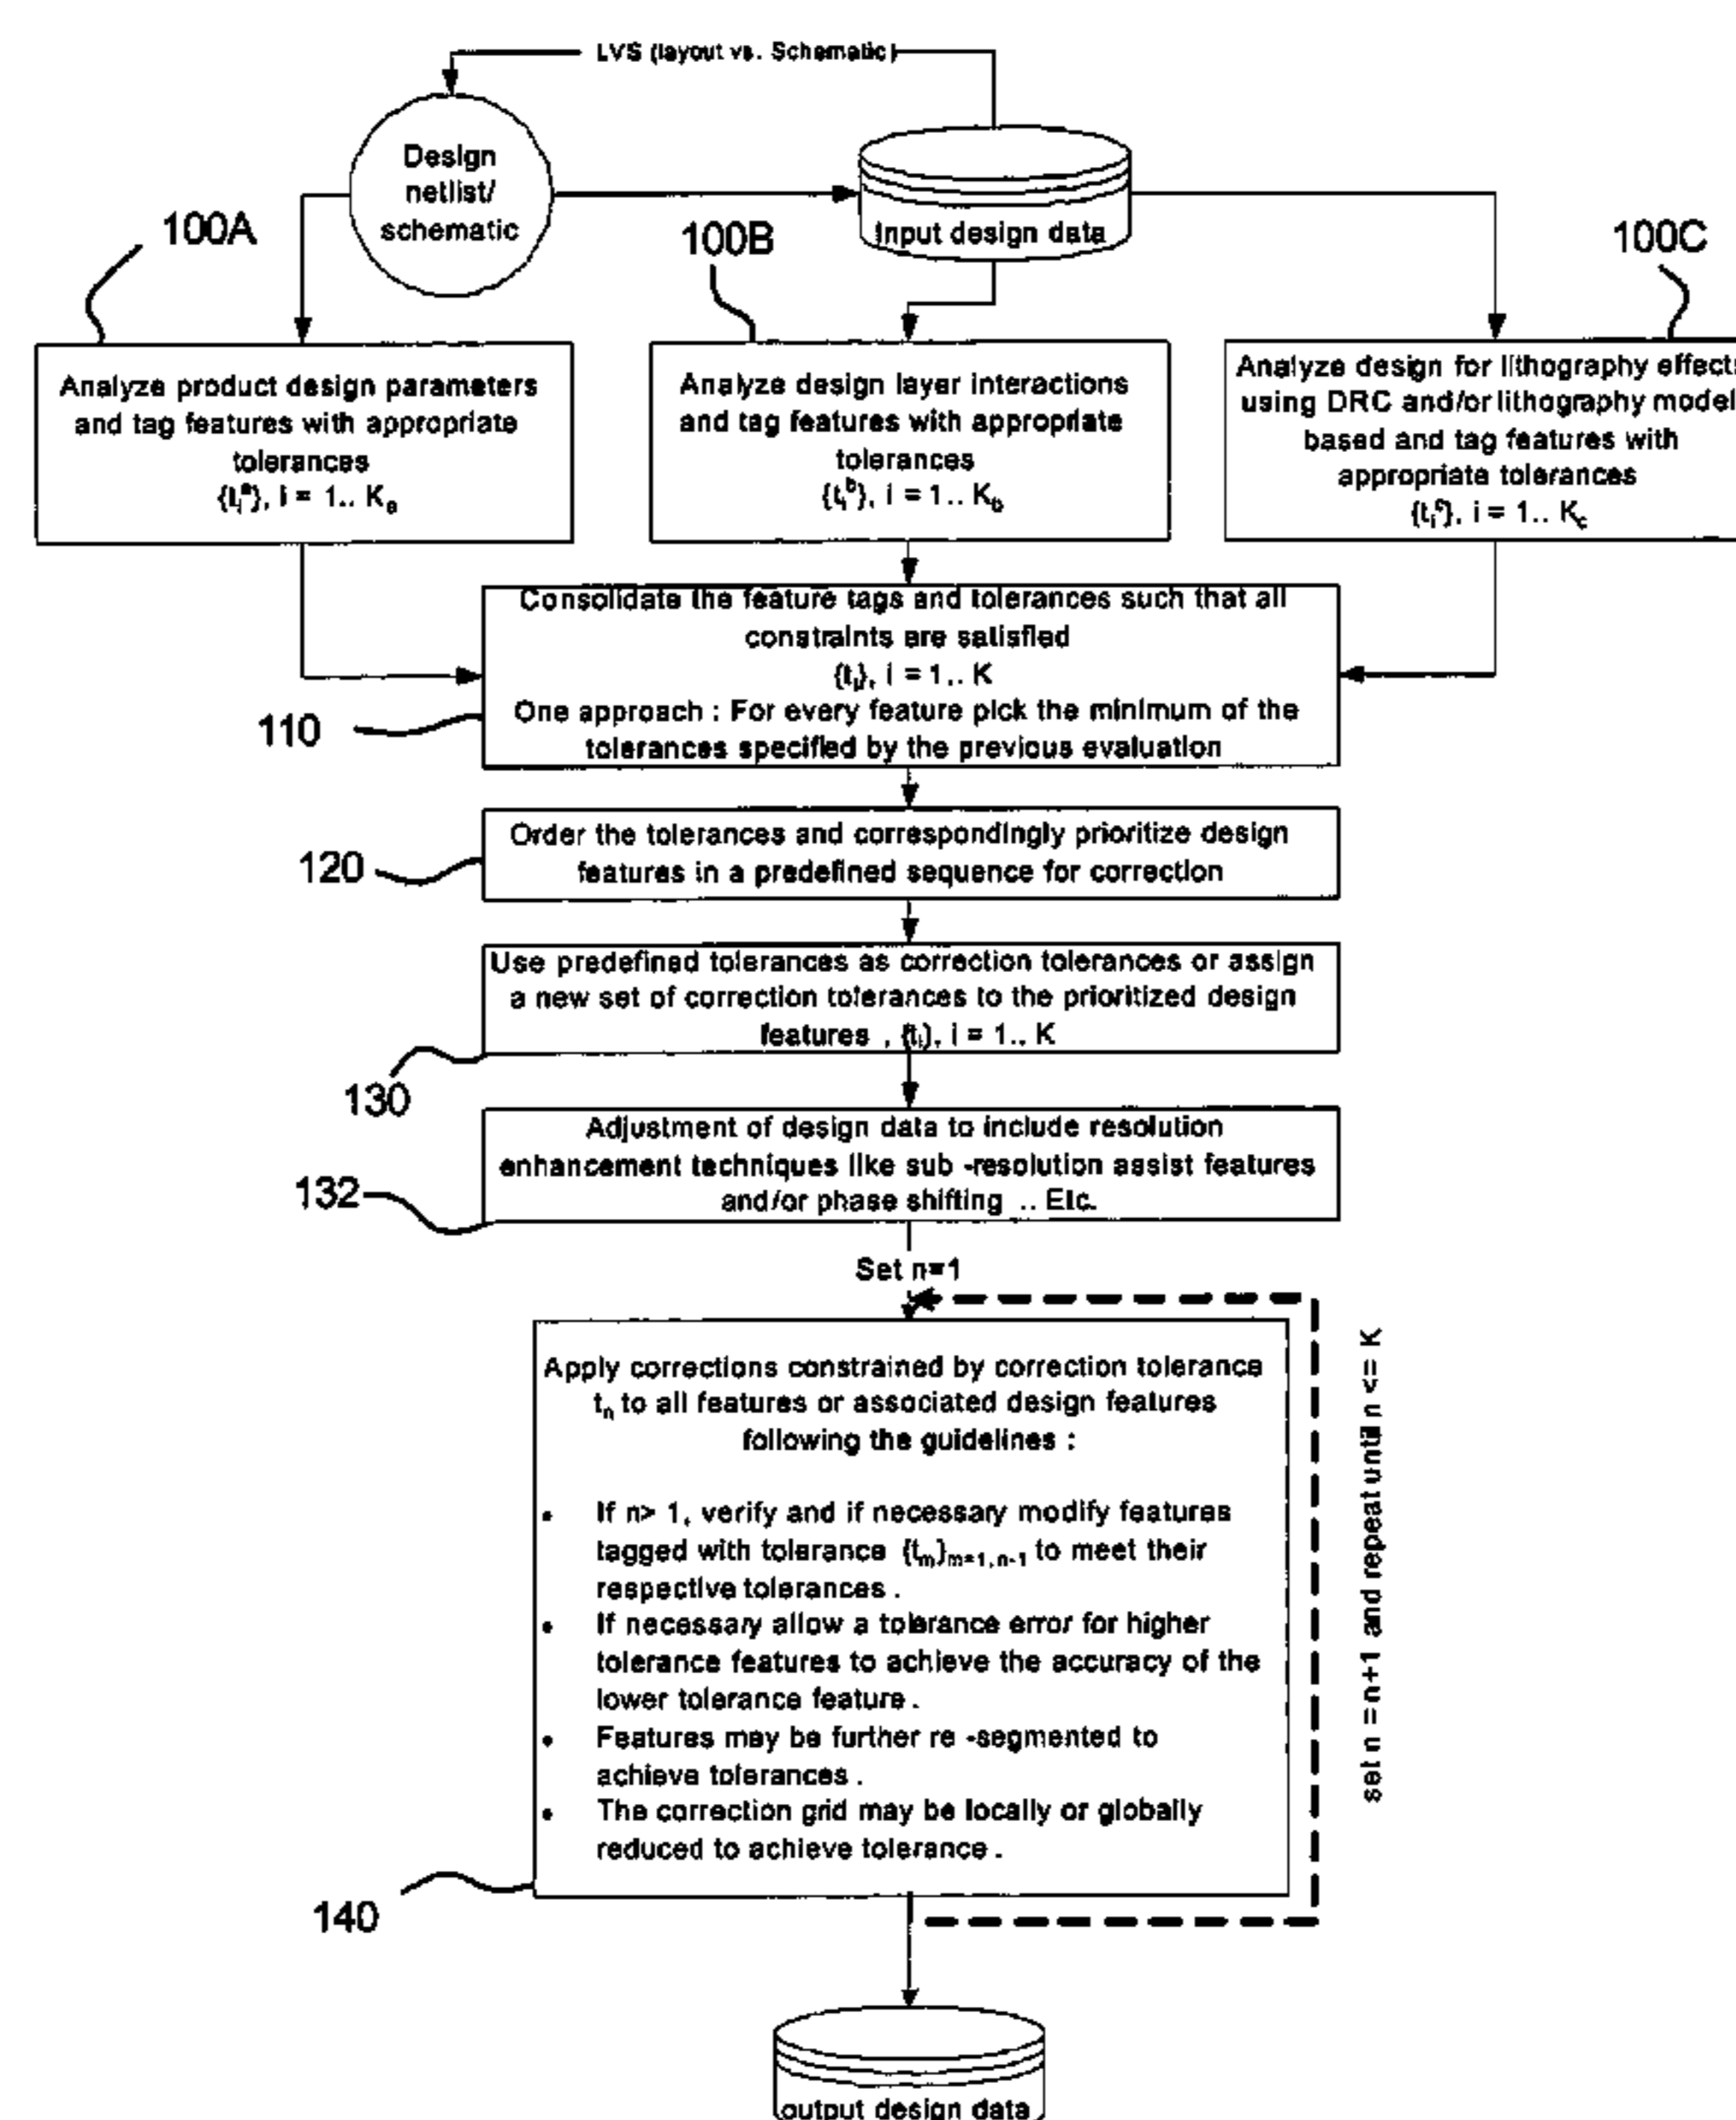 LVS (layout vs. Schematic)
Design
netlist/
schematic
Input design data
100A
100B
100C
Analyze product design parameters
and tag features with appropriate
tolerances
{tᵢᵃ}, i = 1.. Kₐ
Analyze design layer interactions
and tag features with appropriate
tolerances
{tᵢᵇ}, i = 1.. K_b
Analyze design for lithography effects
using DRC and/or lithography model
based and tag features with
appropriate tolerances
{tᵢᶜ}, i = 1.. K_c
Consolidate the feature tags and tolerances such that all
constraints are satisfied
{tᵢ}, i = 1.. K
One approach : For every feature pick the minimum of the
tolerances specified by the previous evaluation
110
Order the tolerances and correspondingly prioritize design
features in a predefined sequence for correction
120
Use predefined tolerances as correction tolerances or assign
a new set of correction tolerances to the prioritized design
features , {tᵢ}, i = 1.. K
130
Adjustment of design data to include resolution
enhancement techniques like sub -resolution assist features
and/or phase shifting .. Etc.
132
Set n=1
Apply corrections constrained by correction tolerance
tₙ to all features or associated design features
following the guidelines :
• If n> 1, verify and if necessary modify features
tagged with tolerance {tₘ}ₘ₌₁,ₙ₋₁ to meet their
respective tolerances .
• If necessary allow a tolerance error for higher
tolerance features to achieve the accuracy of the
lower tolerance feature .
• Features may be further re -segmented to
achieve tolerances .
• The correction grid may be locally or globally
reduced to achieve tolerance .
140
set n =n+1 and repeat until n <= K
output design data